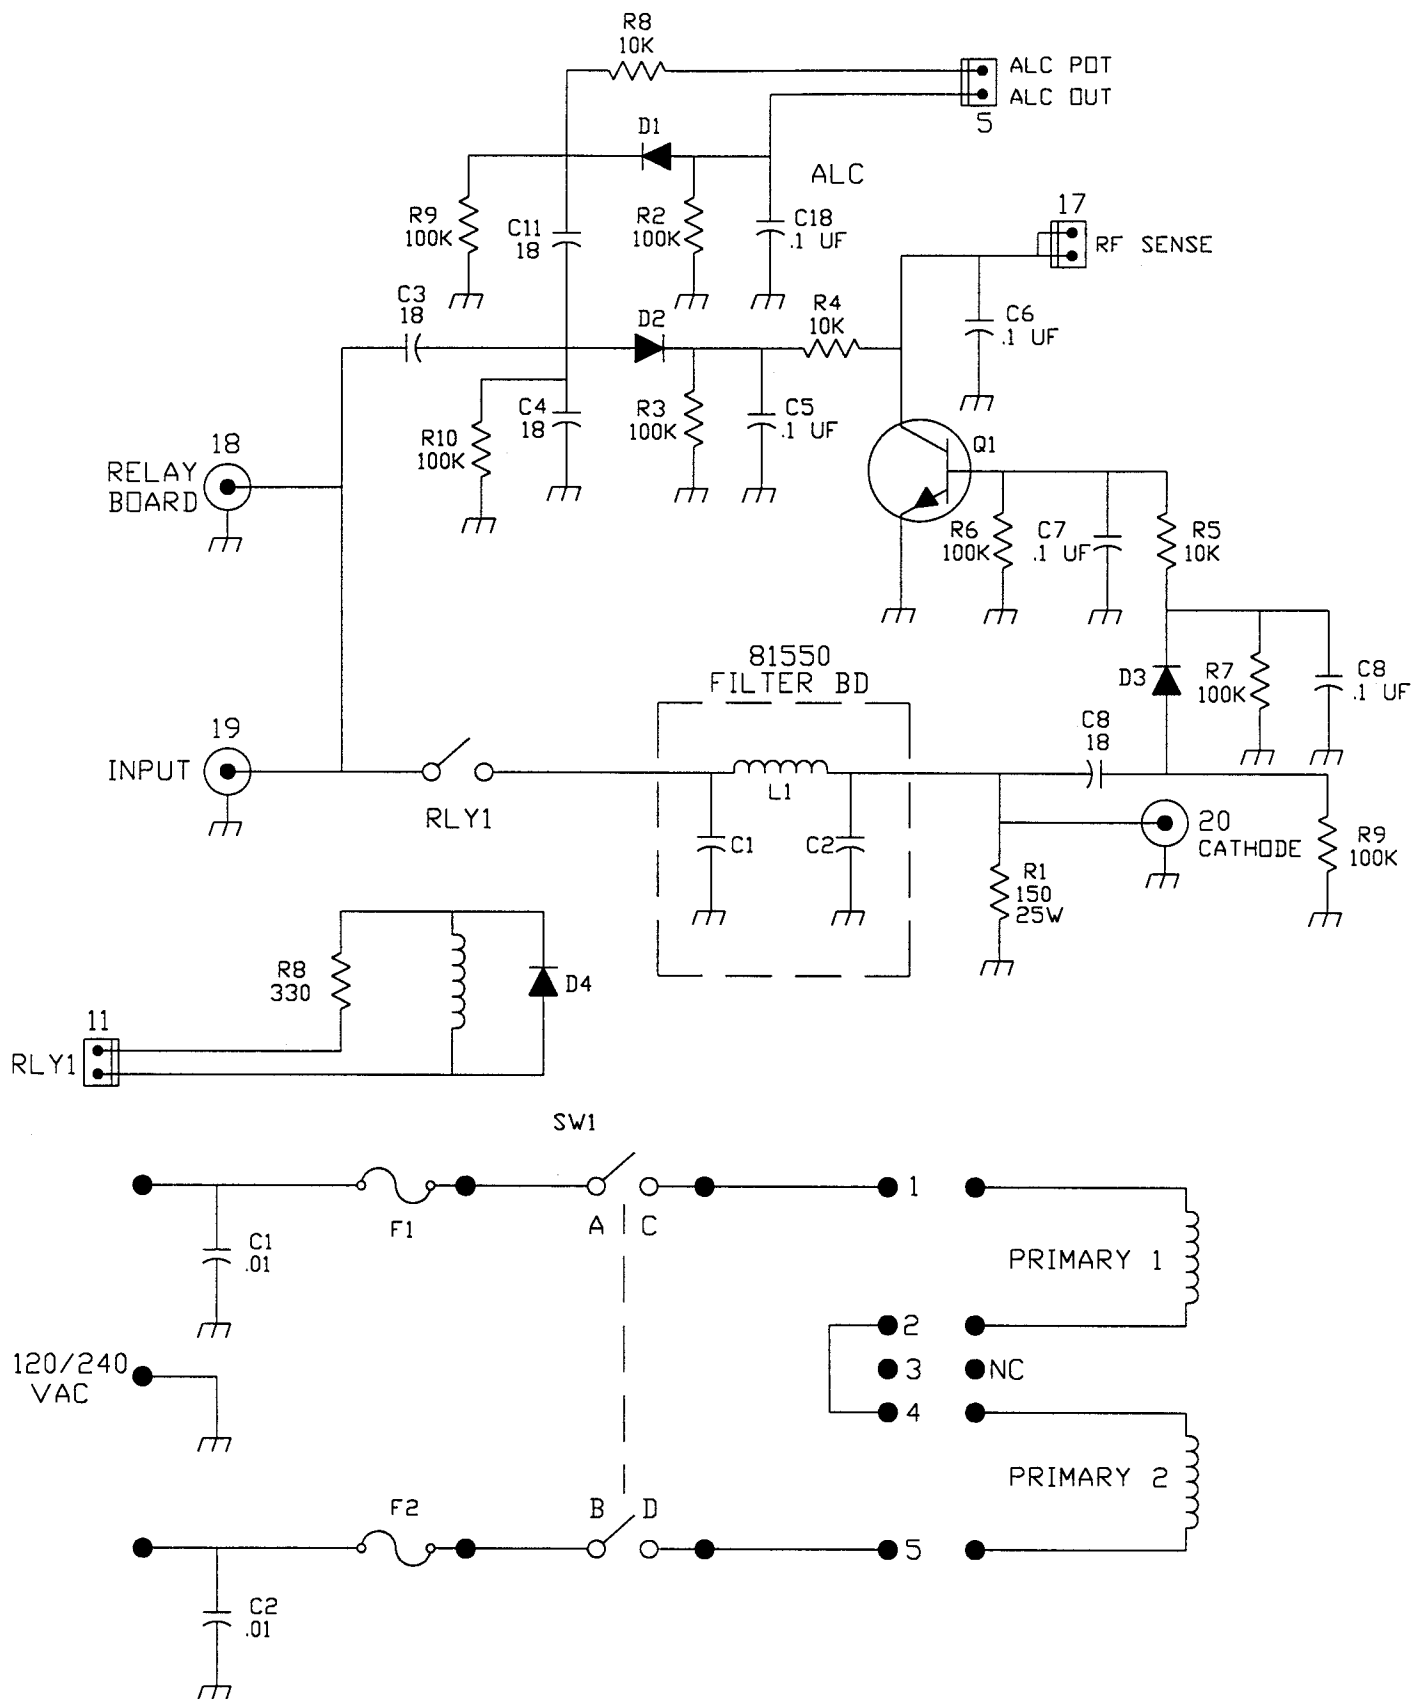 R8
10K
ALC POT
ALC OUT
5
D1
ALC
R9
100K
C11
18
R2
100K
C18
.1 UF
17
RF SENSE
C3
18
D2
R4
10K
C6
.1 UF
R10
100K
C4
18
R3
100K
C5
.1 UF
Q1
18
RELAY
BOARD
R6
100K
C7
.1 UF
R5
10K
81550
FILTER BD
D3
R7
100K
C8
.1 UF
19
INPUT
RLY1
L1
C8
18
C1
C2
20
CATHODE
R9
100K
R1
150
25W
R8
330
D4
11
RLY1
SW1
F1
A
C
1
C1
.01
PRIMARY 1
2
120/240
VAC
3
NC
4
PRIMARY 2
F2
B
D
5
C2
.01